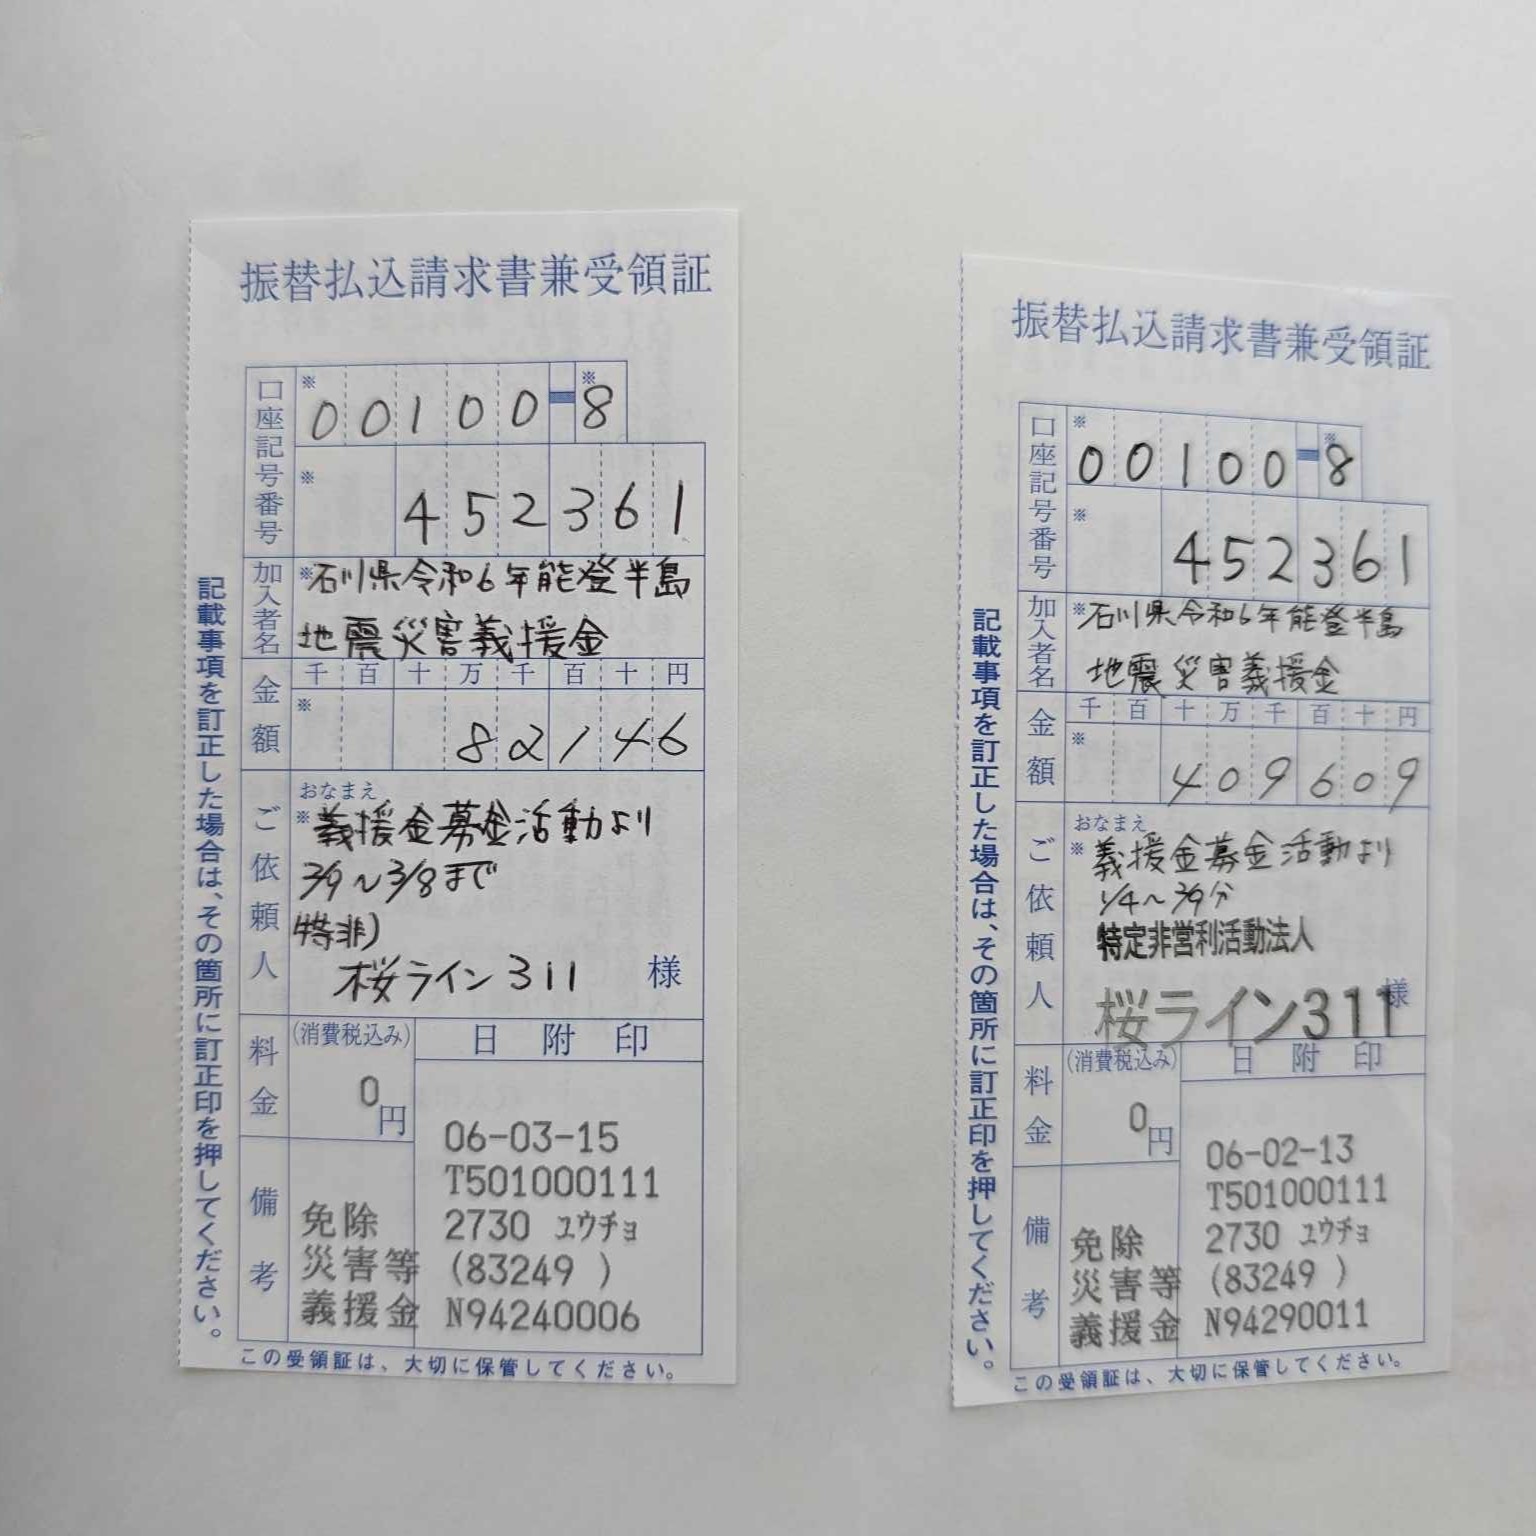 振替払込請求書兼受領証
口座記号番号
※
00100-8
※
452361
加入者名
※石川県令和6年能登半島
地震災害義援金
金額
千百十万千百十円
※
82146
ご依頼人
おなまえ
※義援金募金活動より
2/9〜3/8まで
特非)
桜ライン311 様
料金
(消費税込み)
0円
日附印
06-03-15
T501000111
2730 ユウチョ
(83249 )
N94240006
備考
免除
災害等
義援金
記載事項を訂正した場合は、その箇所に訂正印を押してください。
この受領証は、大切に保管してください。
振替払込請求書兼受領証
口座記号番号
※
00100-8
※
452361
加入者名
※石川県令和6年能登半島
地震災害義援金
金額
千百十万千百十円
※
409609
ご依頼人
おなまえ
※義援金募金活動より
1/4〜2/9分
特定非営利活動法人
桜ライン311 様
料金
(消費税込み)
0円
日附印
06-02-13
T501000111
2730 ユウチョ
(83249 )
N94290011
備考
免除
災害等
義援金
記載事項を訂正した場合は、その箇所に訂正印を押してください。
この受領証は、大切に保管してください。